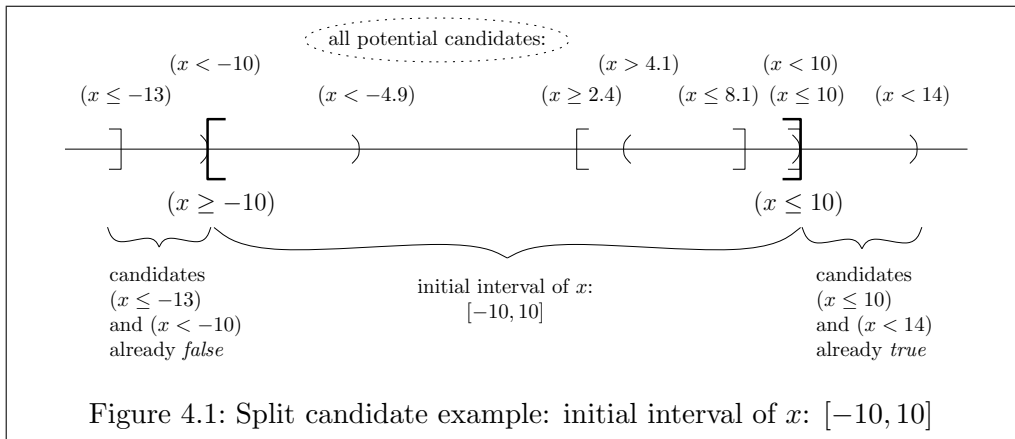 all potential candidates:
(x < −10) (x > 4.1) (x < 10)
(x ≤ −13) (x < −4.9) (x ≥ 2.4) (x ≤ 8.1) (x ≤ 10) (x < 14)
(x ≥ −10) (x ≤ 10)
candidates
(x ≤ −13)
and (x < −10)
already false
initial interval of x:
[−10, 10]
candidates
(x ≤ 10)
and (x < 14)
already true
Figure 4.1: Split candidate example: initial interval of x: [−10, 10]